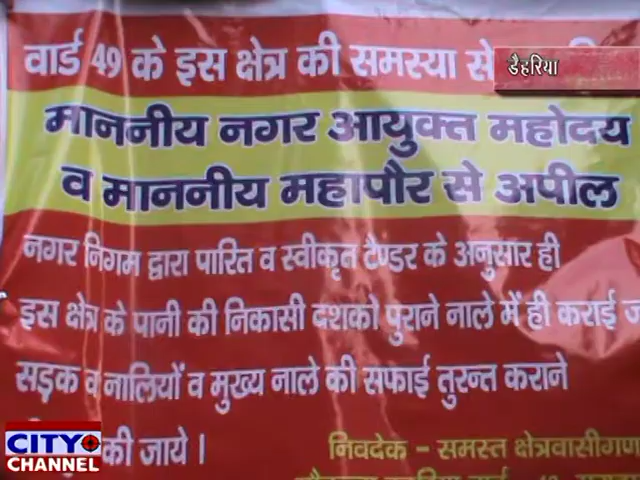 वार्ड 49 के इस क्षेत्र की समस्या से
डैहरिया
माननीय नगर आयुक्त महोदय
व माननीय महापौर से अपील
नगर निगम द्वारा पारित व स्वीकृत टैण्डर के अनुसार ही
इस क्षेत्र के पानी की निकासी दशको पुराने नाले में ही कराई
सड़क व नालियों व मुख्य नाले की सफाई तुरन्त कराने
की जाये ।
निवदेक - समस्त क्षेत्रवासीगण
CITY
CHANNEL